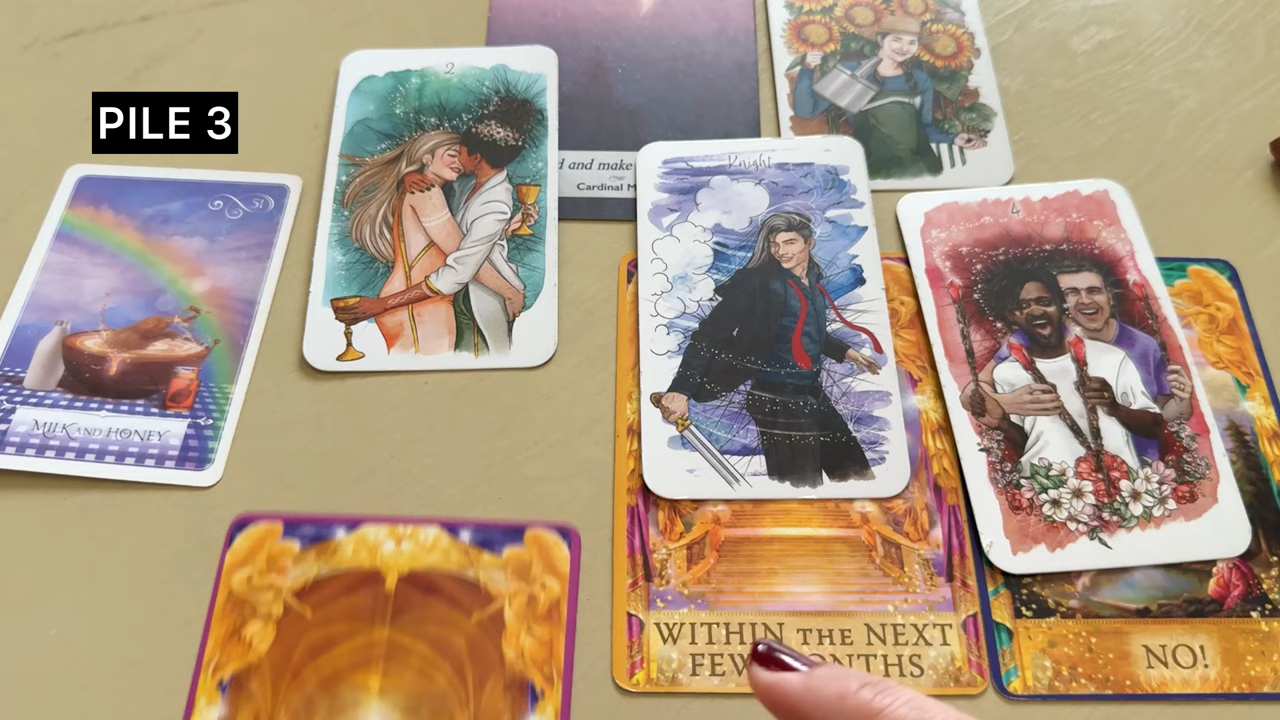 PILE 3
51
MILK AND HONEY
2
d and make
Cardinal M
Knight
4
WITHIN THE NEXT
FEW MONTHS
NO!